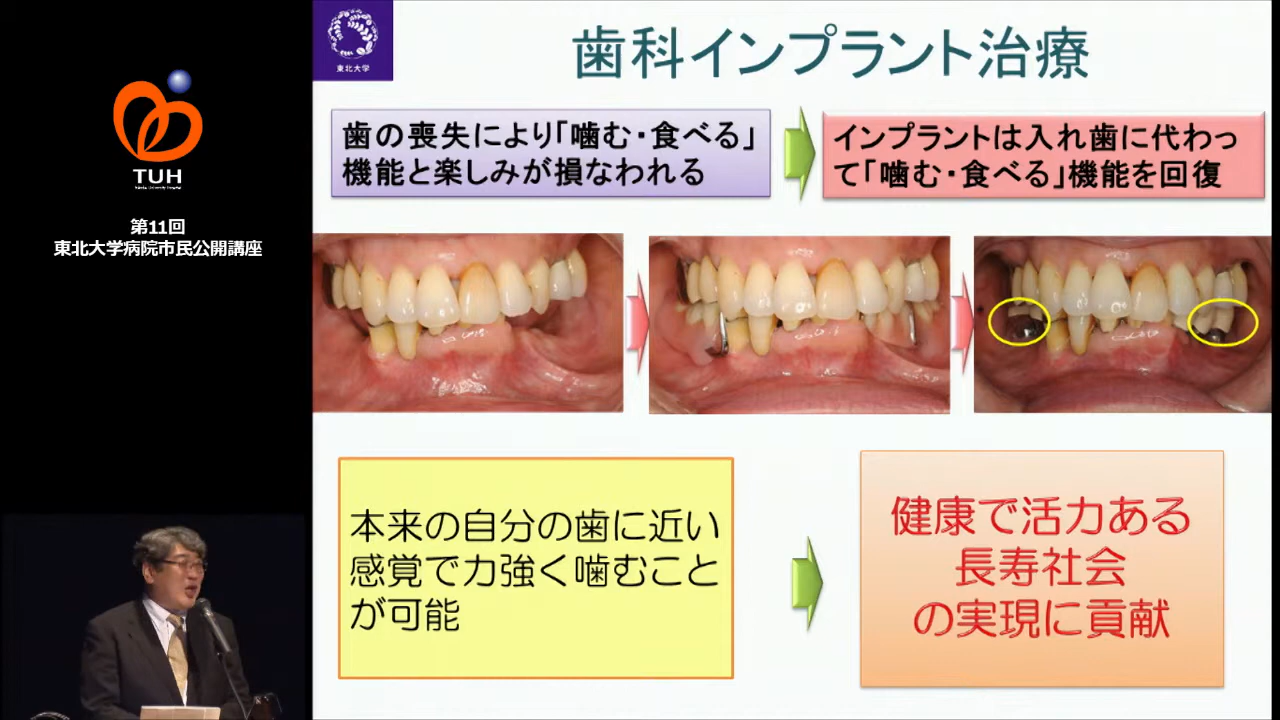 TUH
第11回
東北大学病院市民公開講座
東北大学
歯科インプラント治療
歯の喪失により「噛む・食べる」
機能と楽しみが損なわれる
インプラントは入れ歯に代わっ
て「噛む・食べる」機能を回復
本来の自分の歯に近い
感覚で力強く噛むこと
が可能
健康で活力ある
長寿社会
の実現に貢献